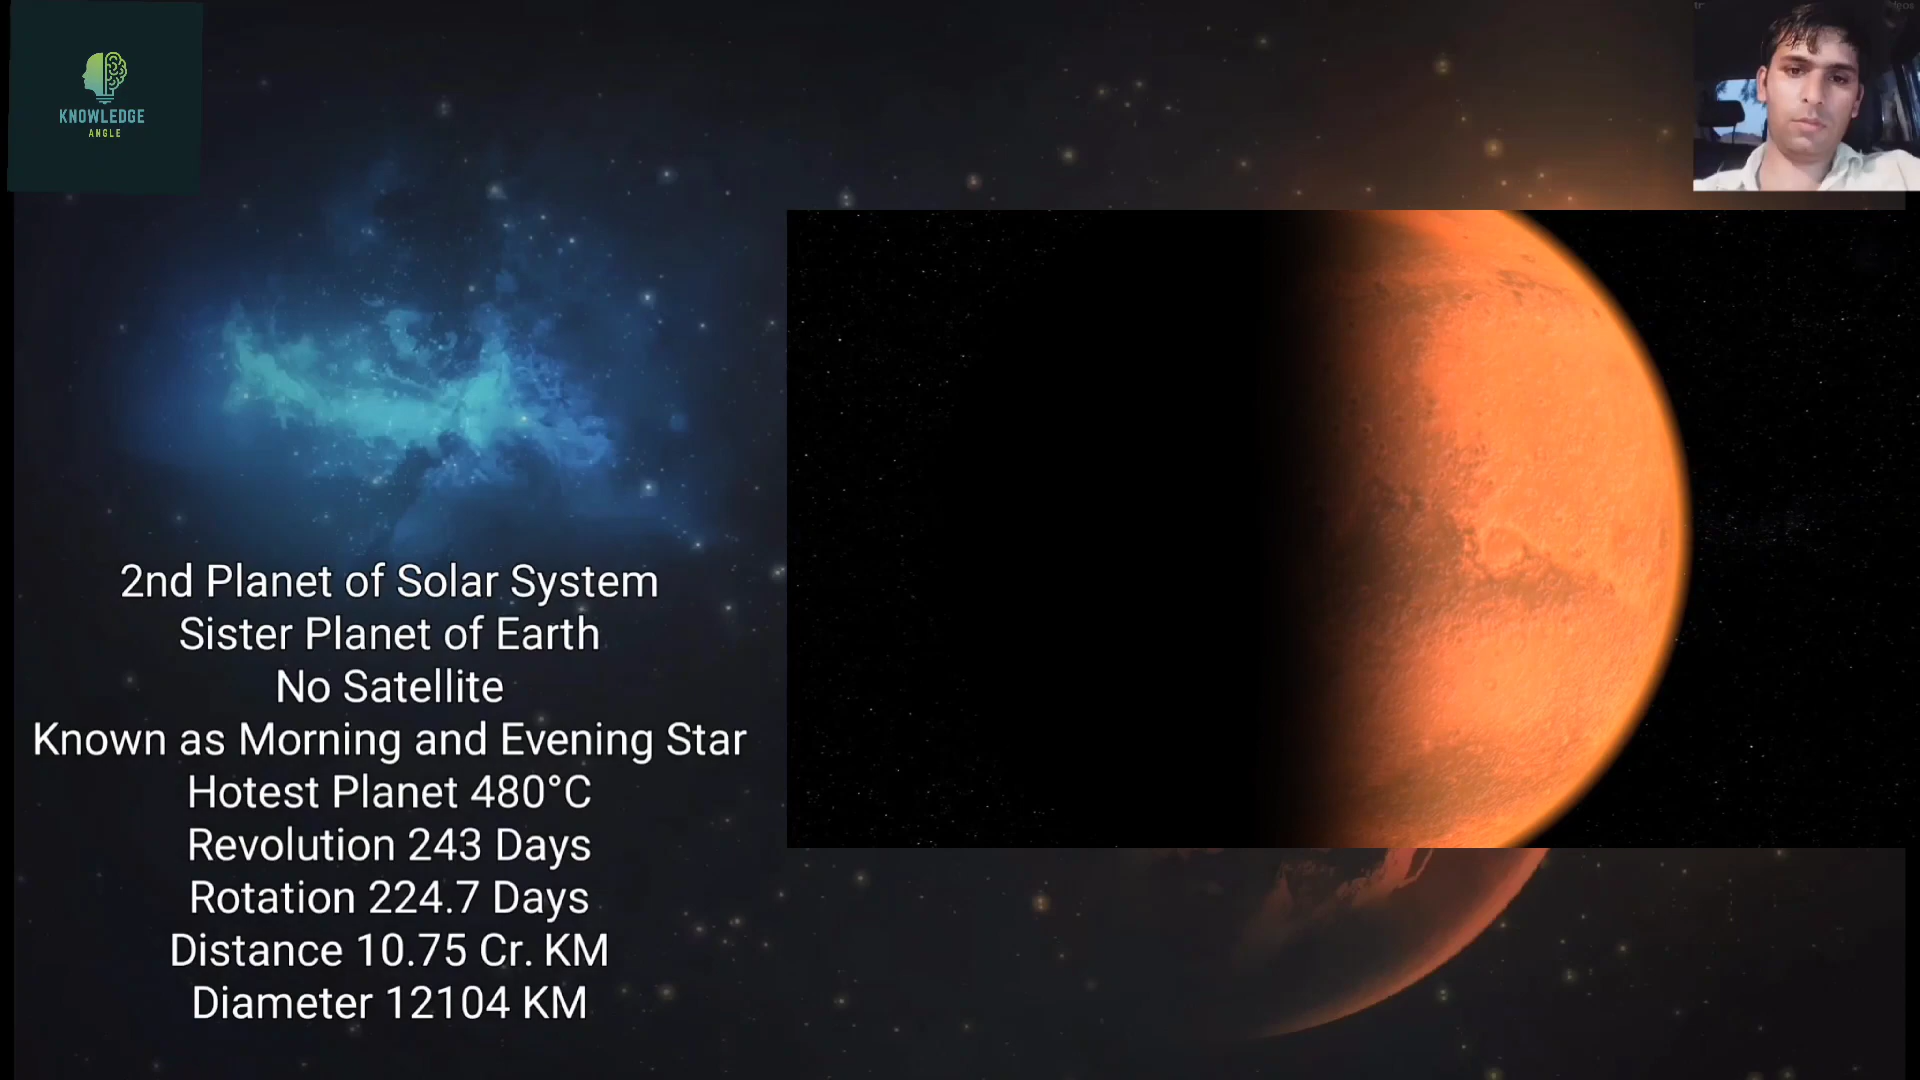 KNOWLEDGE
ANGLE
2nd Planet of Solar System
Sister Planet of Earth
No Satellite
Known as Morning and Evening Star
Hotest Planet 480°C
Revolution 243 Days
Rotation 224.7 Days
Distance 10.75 Cr. KM
Diameter 12104 KM